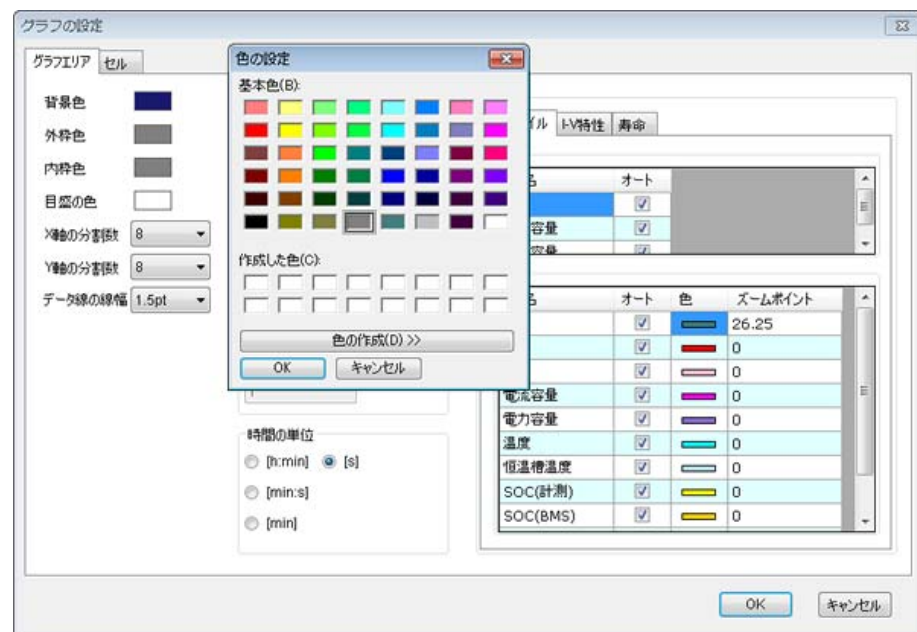 グラフの設定
グラフエリア セル
背景色
外枠色
内枠色
目盛の色
X軸の分割数 8
Y軸の分割数 8
データ線の線幅 1.5pt
色の設定
基本色(B):
作成した色(C):
色の作成(D) >>
OK キャンセル
時間の単位
[h:min] [s]
[min:s]
[min]
イル I-V特性 寿命
名 オート
容量
容量
名 オート 色 ズームポイント
26.25
0
0
電流容量 0
電力容量 0
温度 0
恒温槽温度 0
SOC(計測) 0
SOC(BMS) 0
OK キャンセル